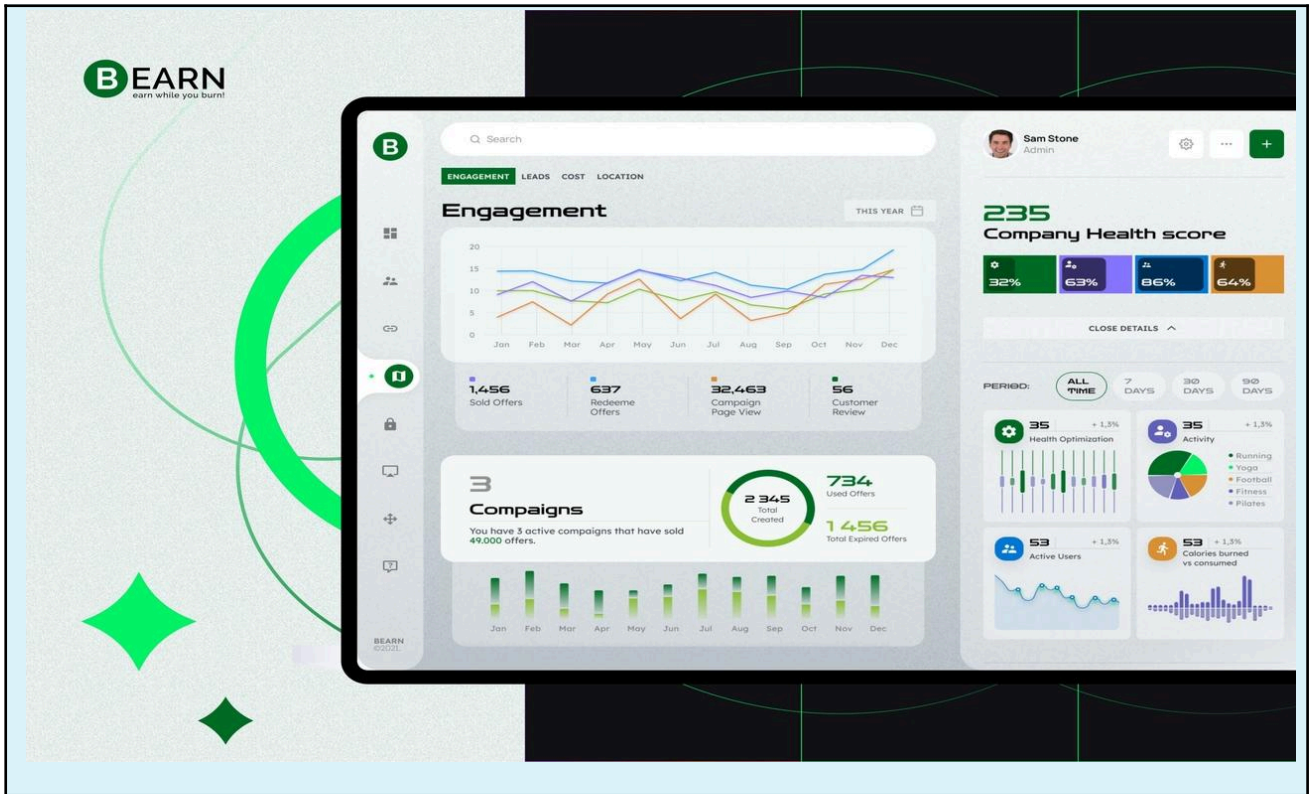 BEARN
earn while you burn!
B
Search
ENGAGEMENT LEADS COST LOCATION
Engagement
THIS YEAR
20
15
10
5
0
Jan Feb Mar Apr May Jun Jul Aug Sep Oct Nov Dec
1,456
Sold Offers
637
Redeeme
Offers
32,463
Campaign
Page View
56
Customer
Review
3
Compaigns
You have 3 active compaigns that have sold
49.000 offers.
2 345
Total
Created
734
Used Offers
1 456
Total Expired Offers
Jan Feb Mar Apr May Jun Jul Aug Sep Oct Nov Dec
BEARN
©2021.
Sam Stone
Admin
...
+
235
Company Health score
32% 63% 86% 64%
CLOSE DETAILS
PERIOD:
ALL
TIME
7
DAYS
30
DAYS
90
DAYS
35 + 1,3%
Health Optimization
35 + 1,3%
Activity
Running
Yoga
Football
Fitness
Pilates
53 + 1,3%
Active Users
53 + 1,3%
Calories burned
vs consumed